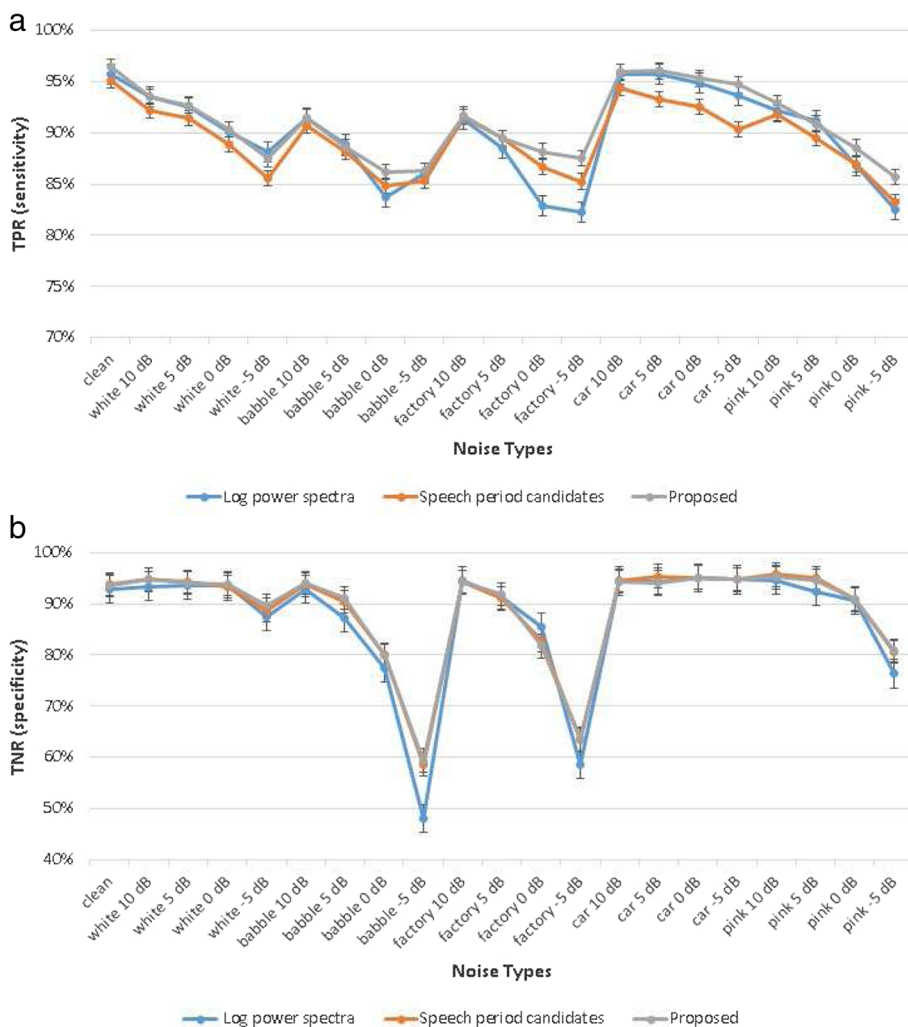 a
100%
95%
90%
85%
80%
75%
70%
TPR (sensitivity)
clean
white 10 dB
white 5 dB
white 0 dB
white -5 dB
babble 10 dB
babble 5 dB
babble 0 dB
babble -5 dB
factory 10 dB
factory 5 dB
factory 0 dB
factory -5 dB
car 10 dB
car 5 dB
car 0 dB
car -5 dB
pink 10 dB
pink 5 dB
pink 0 dB
pink -5 dB
Noise Types
Log power spectra Speech period candidates Proposed
b
100%
90%
80%
70%
60%
50%
40%
TNR (specificity)
clean
white 10 dB
white 5 dB
white 0 dB
white -5 dB
babble 10 dB
babble 5 dB
babble 0 dB
babble -5 dB
factory 10 dB
factory 5 dB
factory 0 dB
factory -5 dB
car 10 dB
car 5 dB
car 0 dB
car -5 dB
pink 10 dB
pink 5 dB
pink 0 dB
pink -5 dB
Noise Types
Log power spectra Speech period candidates Proposed